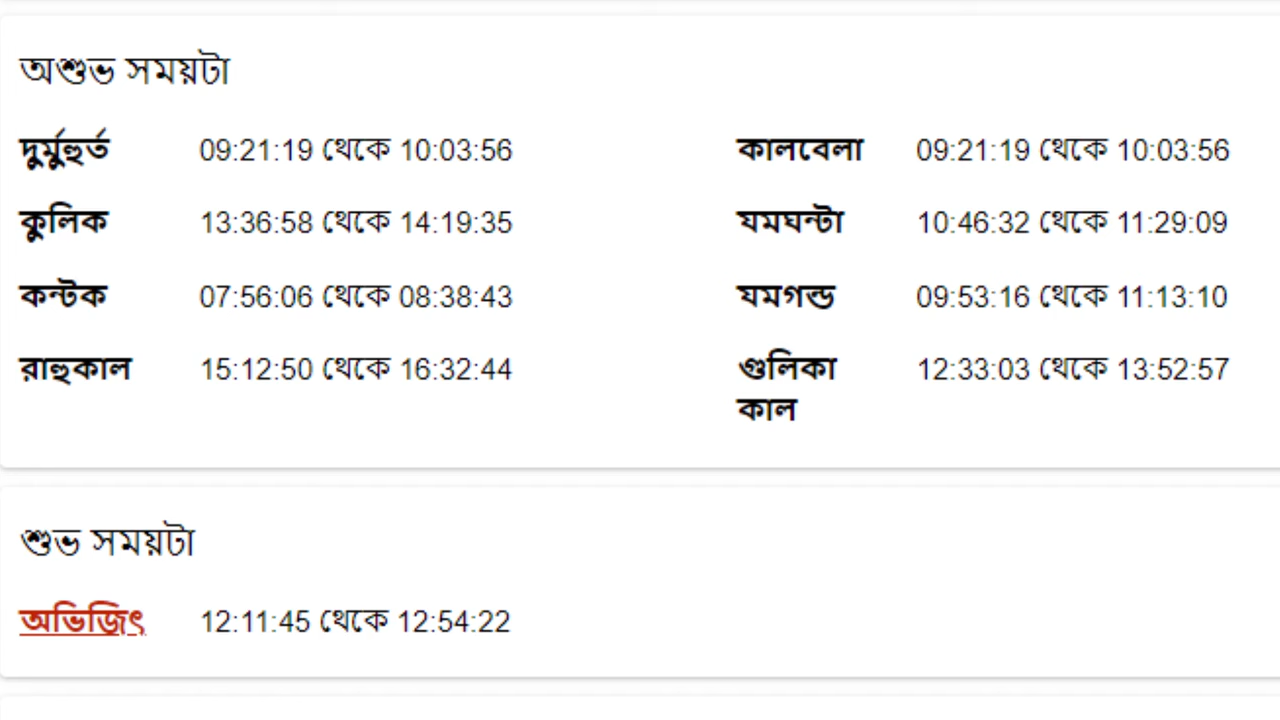 অশুভ সময়টা
দুর্মুহুর্ত 09:21:19 থেকে 10:03:56 কালবেলা 09:21:19 থেকে 10:03:56
কুলিক 13:36:58 থেকে 14:19:35 যমঘন্টা 10:46:32 থেকে 11:29:09
কন্টক 07:56:06 থেকে 08:38:43 যমগন্ড 09:53:16 থেকে 11:13:10
রাহুকাল 15:12:50 থেকে 16:32:44 গুলিকা 12:33:03 থেকে 13:52:57
কাল
শুভ সময়টা
অভিজিৎ 12:11:45 থেকে 12:54:22